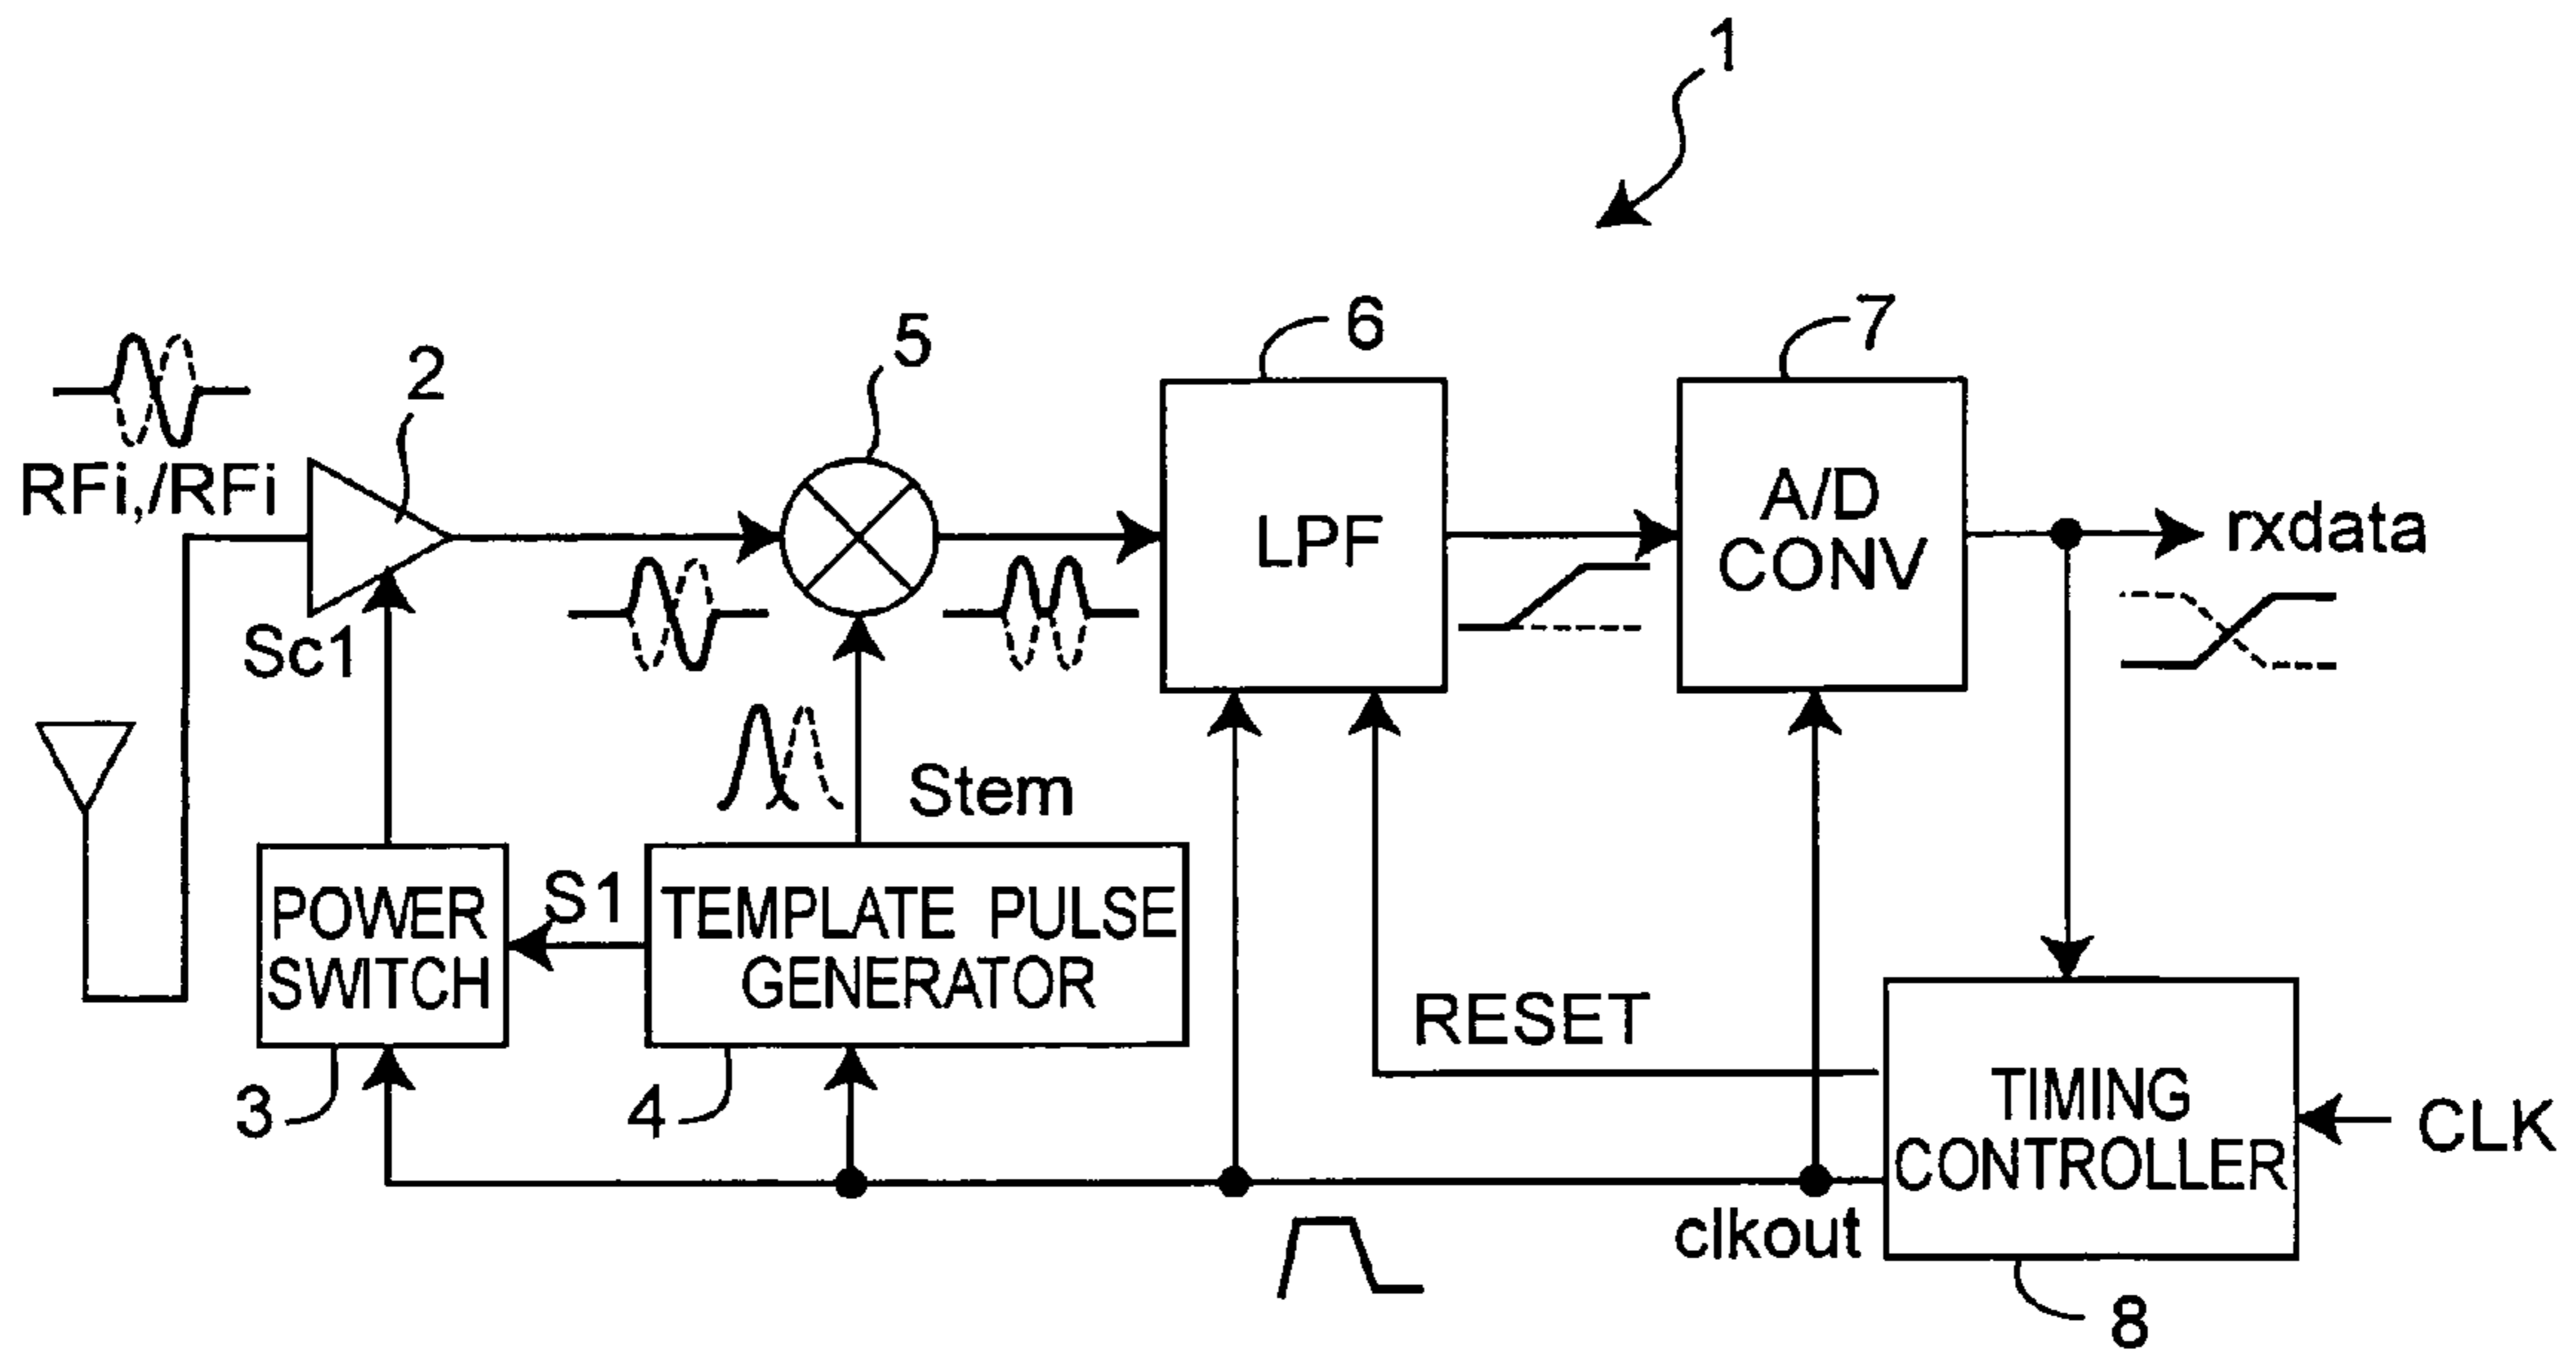 1
6
7
5
2
RFi,/RFi
A/D
CONV
LPF
rxdata
Sc1
Stem
S1
POWER
SWITCH
TEMPLATE PULSE
GENERATOR
RESET
3
4
TIMING
CONTROLLER
CLK
clkout
8